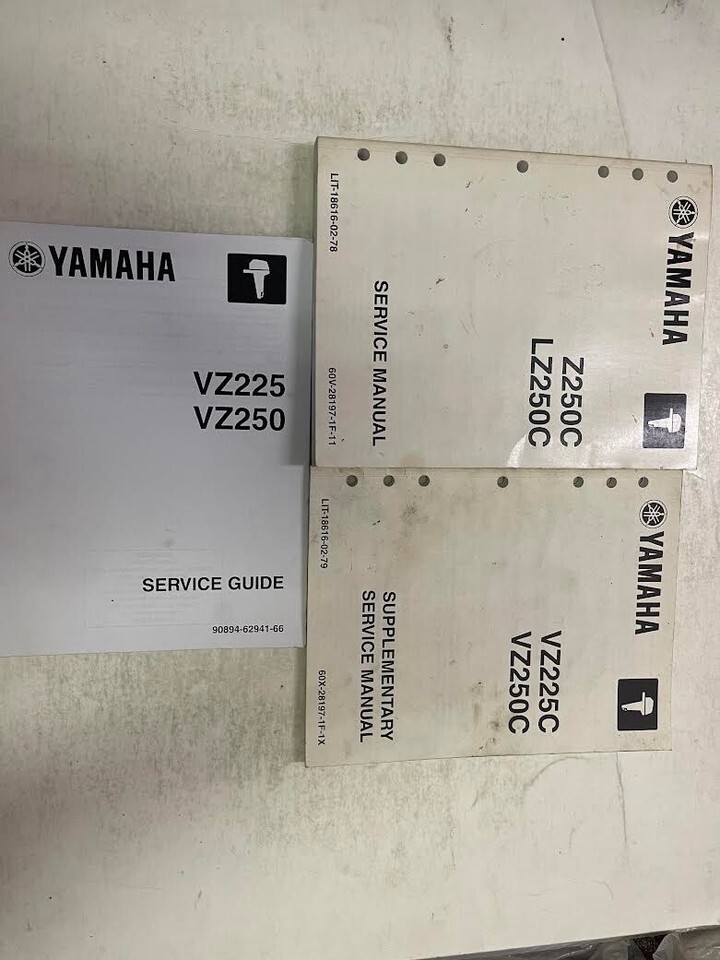 YAMAHA
VZ225
VZ250
SERVICE GUIDE
90894-62941-66
YAMAHA
Z250C
LZ250C
SERVICE MANUAL
LIT-18616-02-78
60V-28197-1F-11
YAMAHA
VZ225C
VZ250C
SUPPLEMENTARY
SERVICE MANUAL
LIT-18616-02-79
60X-28197-1F-1X